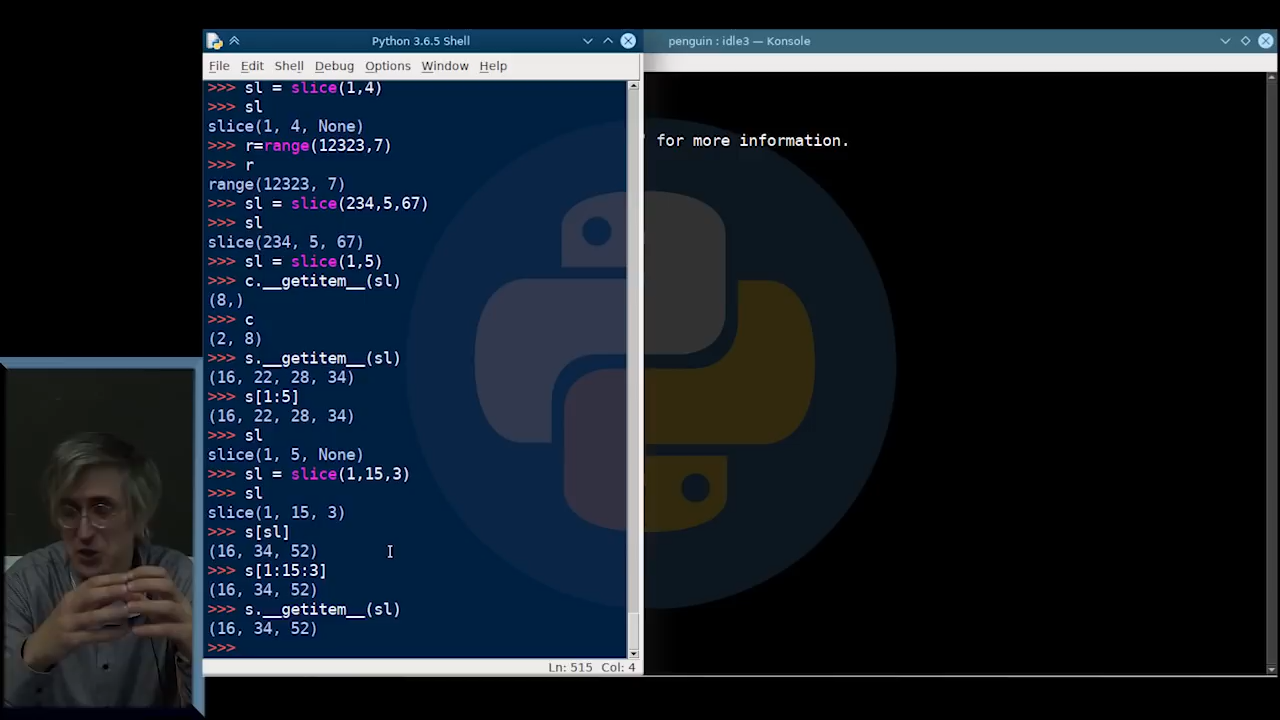 Python 3.6.5 Shell
penguin : idle3 — Konsole
File Edit Shell Debug Options Window Help
>>> sl = slice(1,4)
>>> sl
slice(1, 4, None)
>>> r=range(12323,7)
>>> r
range(12323, 7)
>>> sl = slice(234,5,67)
>>> sl
slice(234, 5, 67)
>>> sl = slice(1,5)
>>> c.__getitem__(sl)
(8,)
>>> c
(2, 8)
>>> s.__getitem__(sl)
(16, 22, 28, 34)
>>> s[1:5]
(16, 22, 28, 34)
>>> sl
slice(1, 5, None)
>>> sl = slice(1,15,3)
>>> sl
slice(1, 15, 3)
>>> s[sl]
(16, 34, 52)
>>> s[1:15:3]
(16, 34, 52)
>>> s.__getitem__(sl)
(16, 34, 52)
>>>
Ln: 515 Col: 4
for more information.